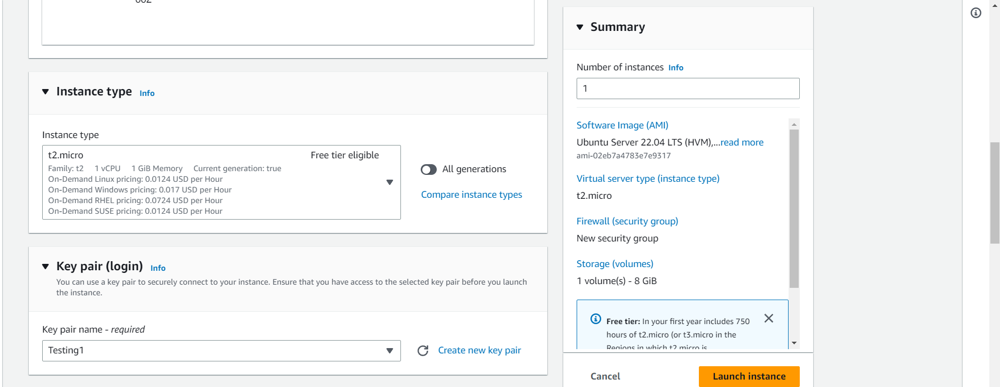 Instance type Info
Instance type
t2.micro Free tier eligible
Family: t2 1 vCPU 1 GiB Memory Current generation: true
On-Demand Linux pricing: 0.0124 USD per Hour
On-Demand Windows pricing: 0.017 USD per Hour
On-Demand RHEL pricing: 0.0724 USD per Hour
On-Demand SUSE pricing: 0.0124 USD per Hour
All generations
Compare instance types
Key pair (login) Info
You can use a key pair to securely connect to your instance. Ensure that you have access to the selected key pair before you launch
the instance.
Key pair name - required
Testing1
Create new key pair
Summary
Number of instances Info
1
Software Image (AMI)
Ubuntu Server 22.04 LTS (HVM),...read more
ami-02eb7a4783e7e9317
Virtual server type (instance type)
t2.micro
Firewall (security group)
New security group
Storage (volumes)
1 volume(s) - 8 GiB
Free tier: In your first year includes 750
hours of t2.micro (or t3.micro in the
Regions in which t2.micro is
Cancel
Launch instance